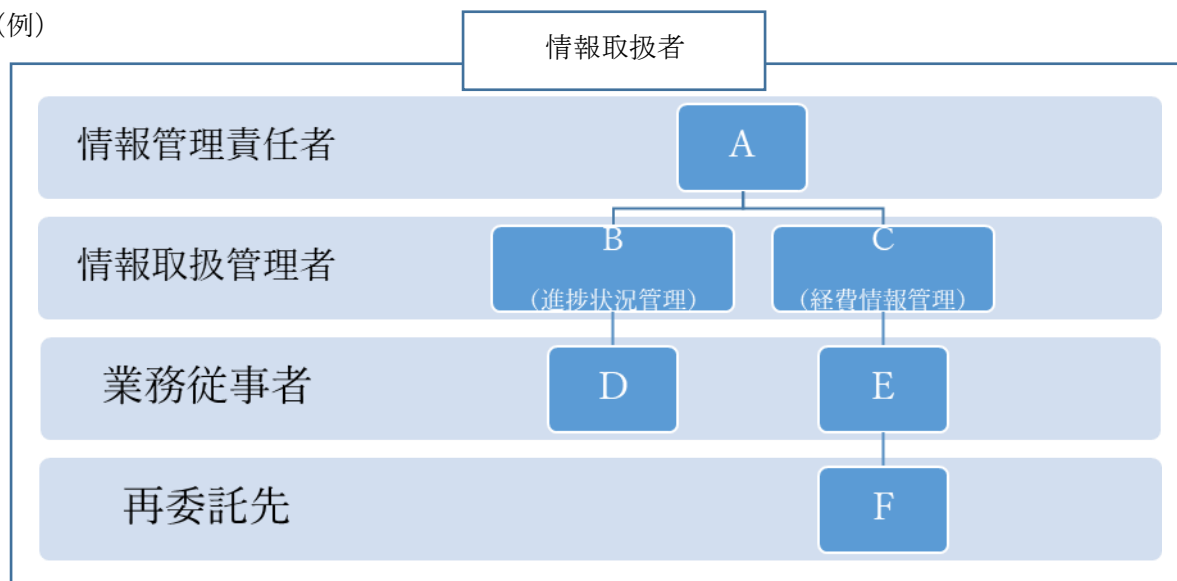 （例）
情報取扱者
情報管理責任者
A
情報取扱管理者
B
（進捗状況管理）
C
（経費情報管理）
業務従事者
D
E
再委託先
F